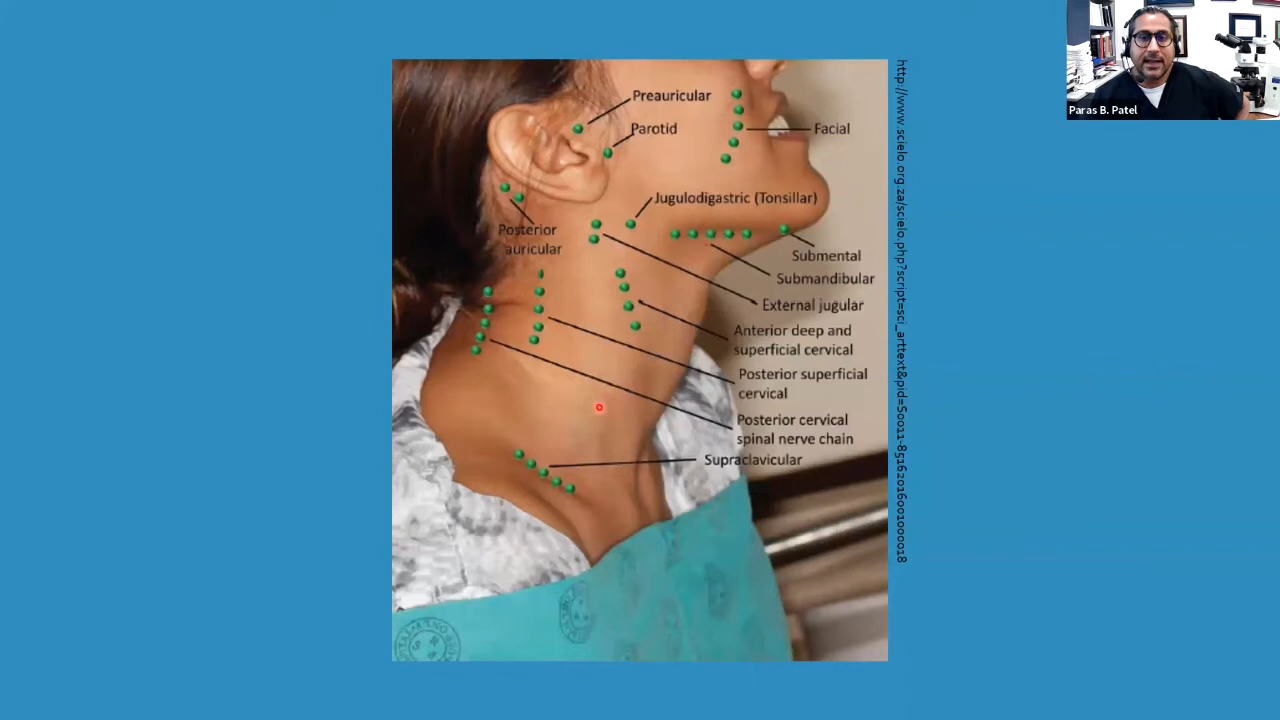 Preauricular
Parotid
Facial
Jugulodigastric (Tonsillar)
Posterior
auricular
Submental
Submandibular
External jugular
Anterior deep and
superficial cervical
Posterior superficial
cervical
Posterior cervical
spinal nerve chain
Supraclavicular
http://www.scielo.org.za/scielo.php?script=sci_arttext&pid=S0011-85162016001000018
Paras B. Patel